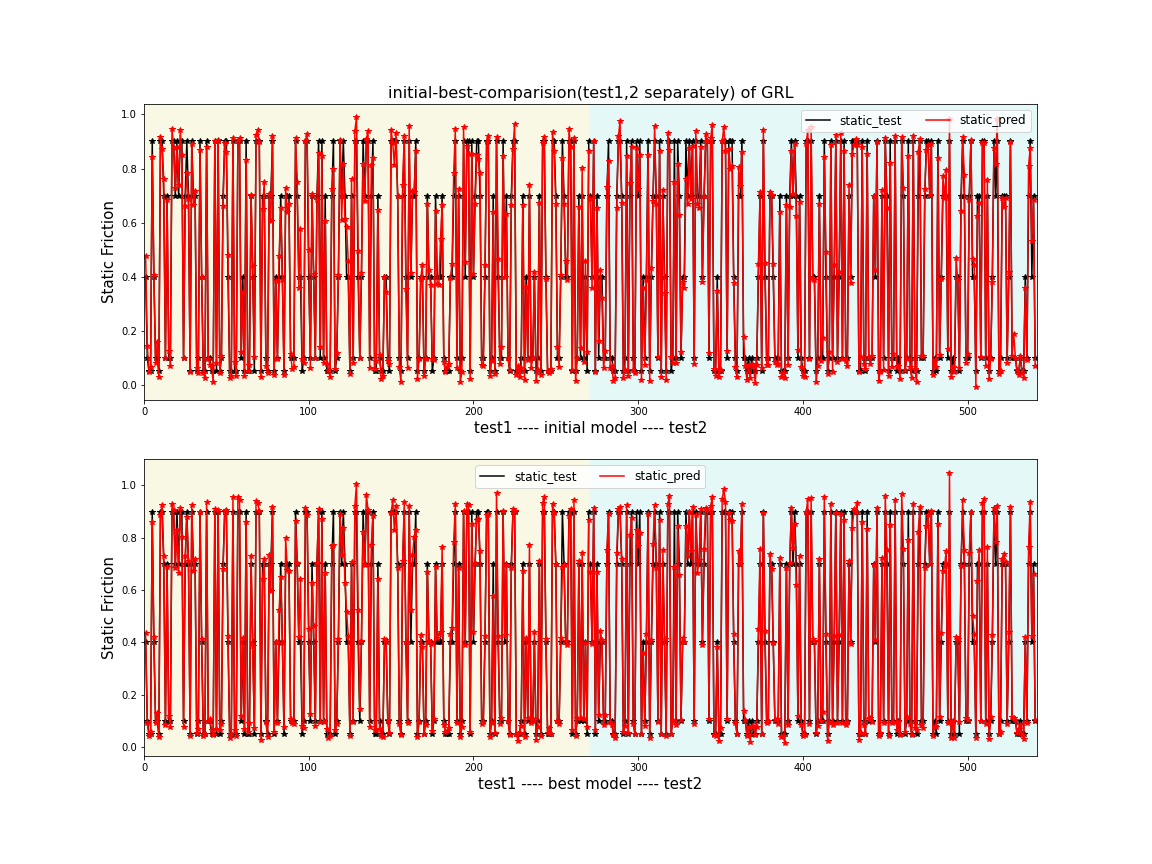 initial-best-comparision(test1,2 separately) of GRL
static_test static_pred
1.0
0.8
0.6
0.4
0.2
0.0
Static Friction
0 100 200 300 400 500
test1 ---- initial model ---- test2
static_test static_pred
1.0
0.8
0.6
0.4
0.2
0.0
Static Friction
0 100 200 300 400 500
test1 ---- best model ---- test2